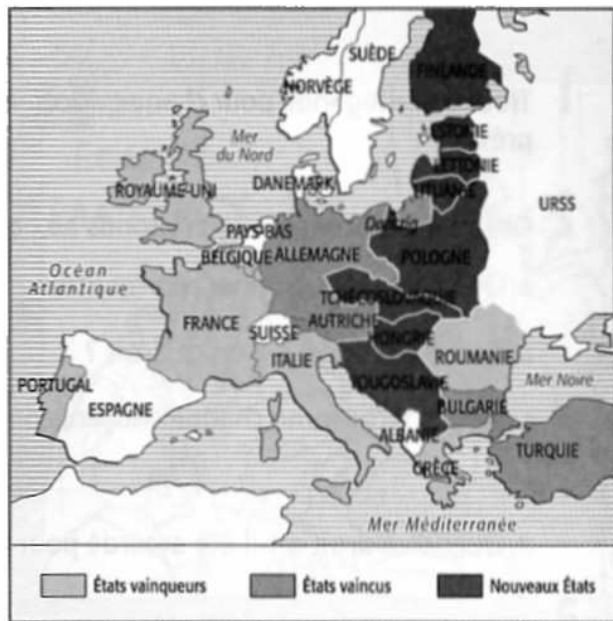 SUÈDE
FINLANDE
NORVÈGE
ESTONIE
Mer
du Nord
LETTONIE
ROYAUME-UNI
DANEMARK
LITUANIE
URSS
Dantzig
PAYS-BAS
BELGIQUE
ALLEMAGNE
POLOGNE
Océan
Atlantique
TCHÉCOSLOVAQUIE
FRANCE
AUTRICHE
HONGRIE
SUISSE
ROUMANIE
ITALIE
YOUGOSLAVIE
Mer Noire
PORTUGAL
ESPAGNE
BULGARIE
ALBANIE
TURQUIE
GRÈCE
Mer Méditerranée
États vainqueurs
États vaincus
Nouveaux États